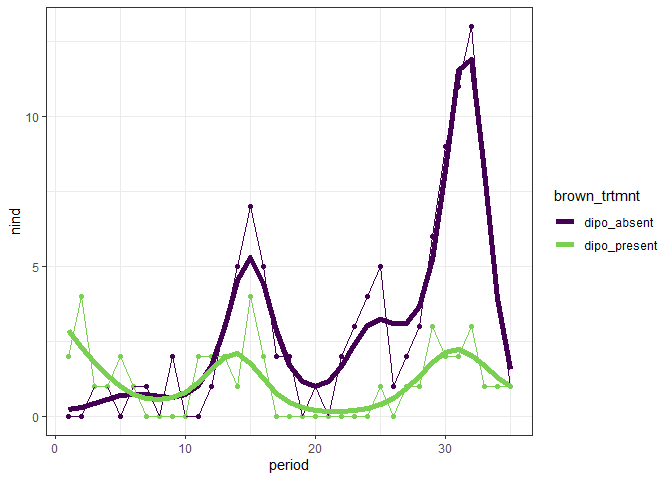 10
5
0
nind
0
10
20
30
period
brown_trtmnt
dipo_absent
dipo_present